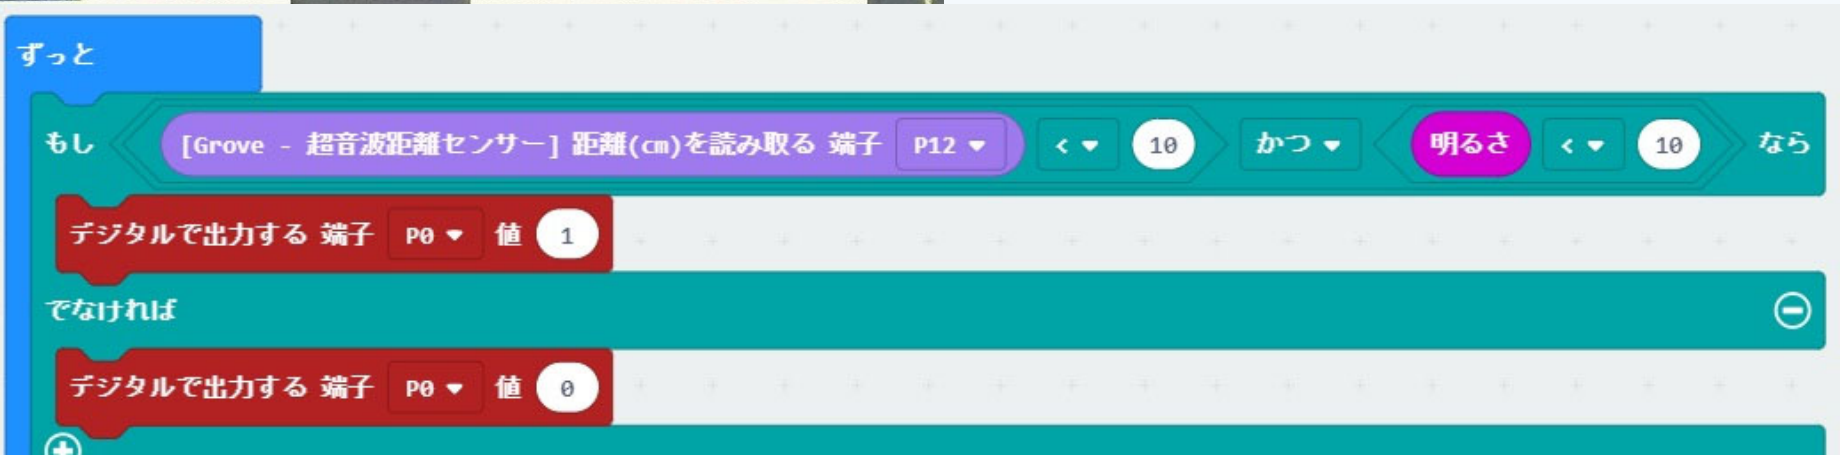 ずっと
もし [Grove - 超音波距離センサー] 距離(cm)を読み取る 端子 P12 < 10 かつ 明るさ < 10 なら
デジタルで出力する 端子 P0 値 1
でなければ
デジタルで出力する 端子 P0 値 0